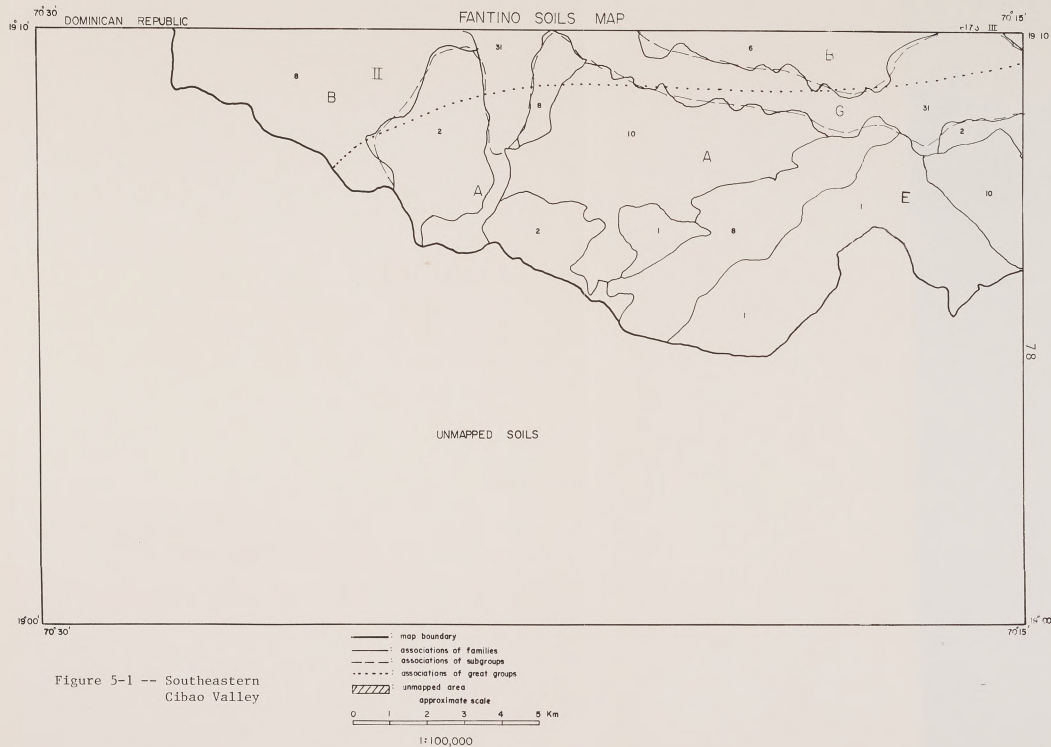 70° 30'
DOMINICAN REPUBLIC
FANTINO SOILS MAP
70° 15'
III
19° 10'
19 10
31
6
B
8
II
B
8
G
31
2
10
2
A
A
E
10
1
2
1
8
1
78
UNMAPPED SOILS
19° 00'
70° 30'
70° 15'
: map boundary
: associations of families
: associations of subgroups
: associations of great groups
: unmapped area
approximate scale
0 1 2 3 4 5 Km
1:100,000
Figure 5-1 -- Southeastern
Cibao Valley